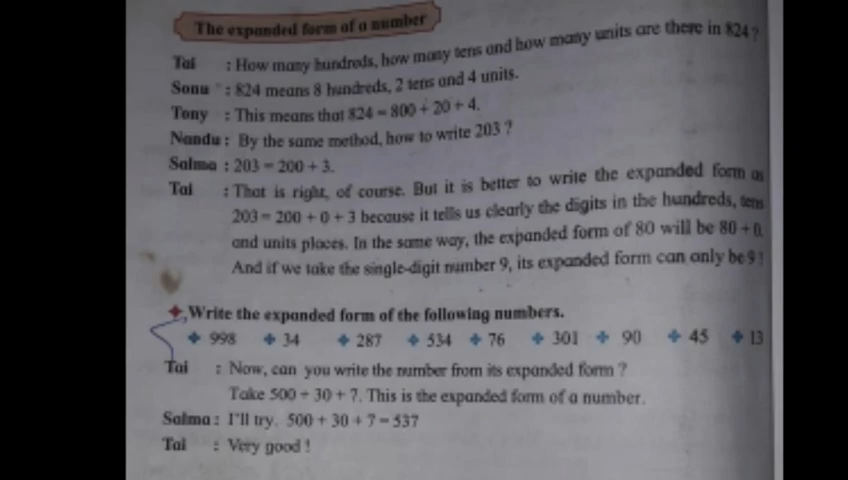 The expanded form of a number
Tai : How many hundreds, how many tens and how many units are there in 824?
Sonu : 824 means 8 hundreds, 2 tens and 4 units.
Tony : This means that 824 = 800 + 20 + 4.
Nandu : By the same method, how to write 203 ?
Salma : 203 = 200 + 3.
Tai : That is right, of course. But it is better to write the expanded form as
203 = 200 + 0 + 3 because it tells us clearly the digits in the hundreds, tens
and units places. In the same way, the expanded form of 80 will be 80 + 0.
And if we take the single-digit number 9, its expanded form can only be 9!
Write the expanded form of the following numbers.
998 34 287 534 76 301 90 45 13
Tai : Now, can you write the number from its expanded form ?
Take 500 + 30 + 7. This is the expanded form of a number.
Salma : I'll try. 500 + 30 + 7 = 537
Tai : Very good !